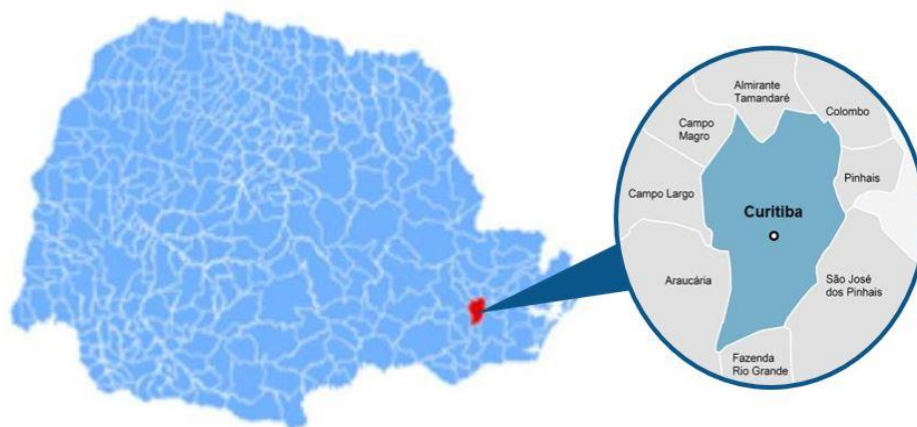 Almirante
Tamandaré
Colombo
Campo
Magro
Pinhais
Campo Largo
Curitiba
Araucária
São José
dos Pinhais
Fazenda
Rio Grande